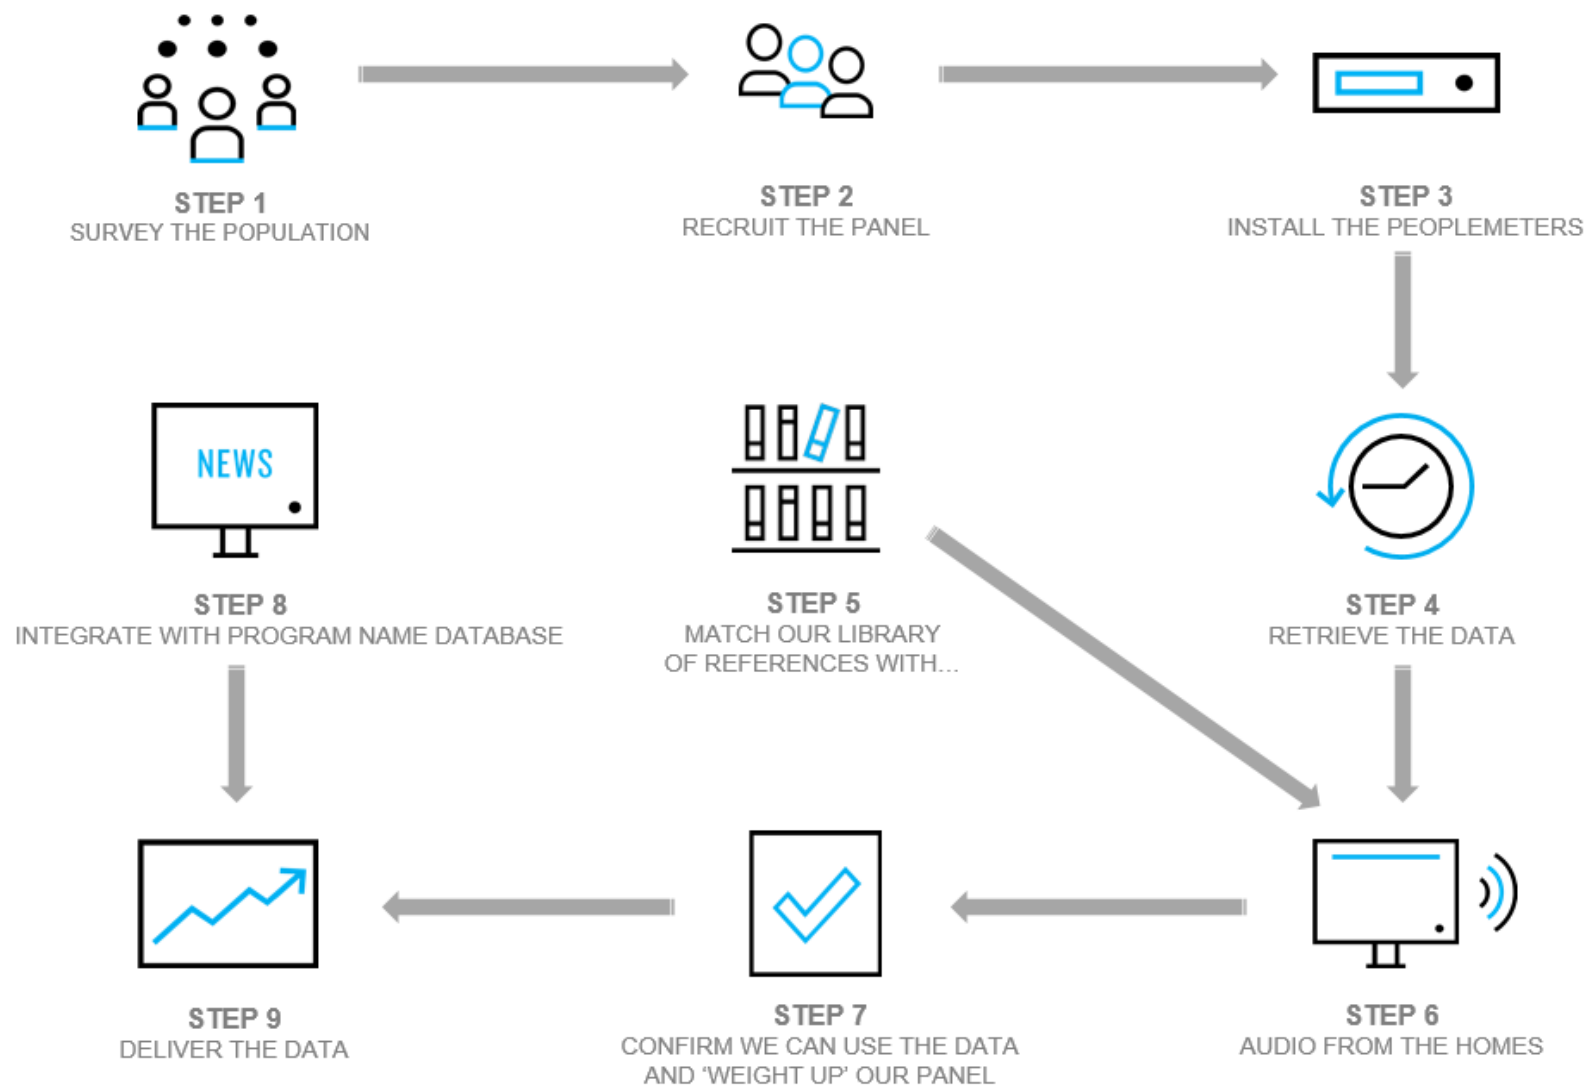 STEP 1
SURVEY THE POPULATION
STEP 2
RECRUIT THE PANEL
STEP 3
INSTALL THE PEOPLEMETERS
NEWS
STEP 8
INTEGRATE WITH PROGRAM NAME DATABASE
STEP 5
MATCH OUR LIBRARY
OF REFERENCES WITH...
STEP 4
RETRIEVE THE DATA
STEP 9
DELIVER THE DATA
STEP 7
CONFIRM WE CAN USE THE DATA
AND ‘WEIGHT UP’ OUR PANEL
STEP 6
AUDIO FROM THE HOMES